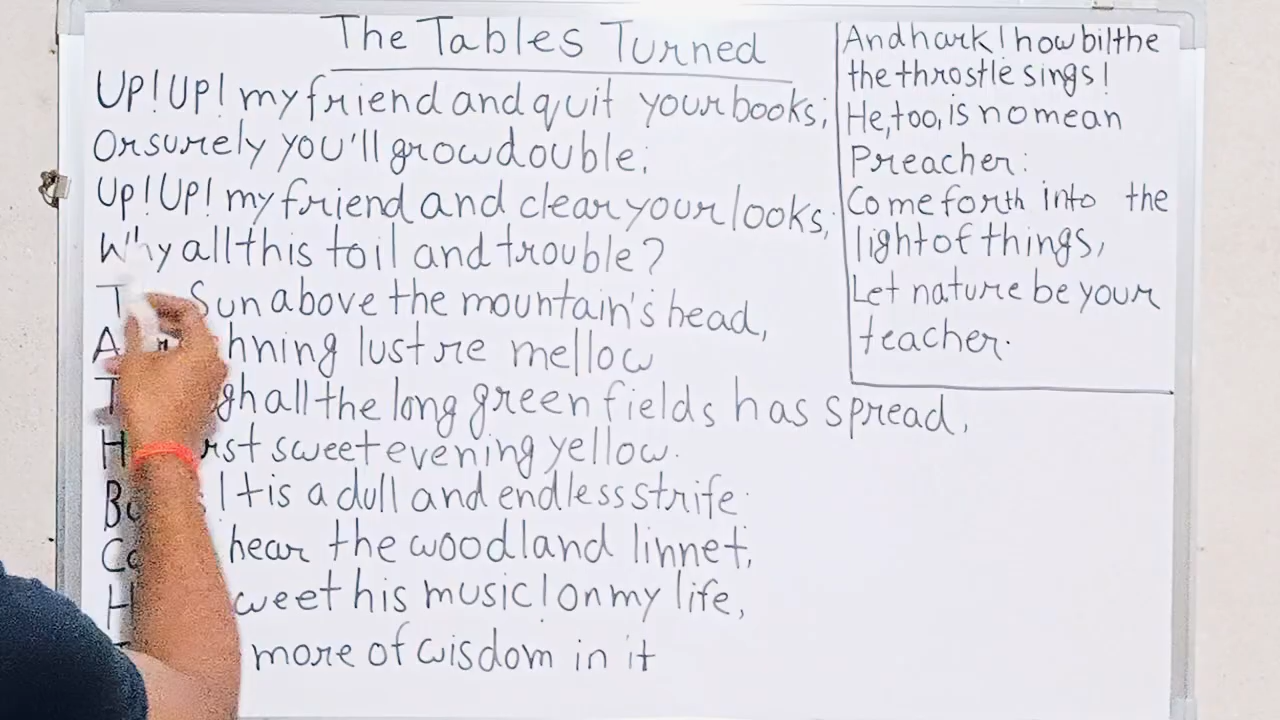 The Tables Turned
Up! Up! my friend and quit your books;
Or surely you'll grow double:
Up! Up! my friend and clear your looks;
Why all this toil and trouble?
Sun above the mountain's head,
lustre mellow
all the long green fields has spread,
sweet evening yellow.
It is a dull and endless strife.
hear the woodland linnet,
his music! on my life,
more of wisdom in it
And hark! how bilthe
the throstle sings!
He, too, is no mean
Preacher:
Come forth into the
light of things,
Let nature be your
teacher.